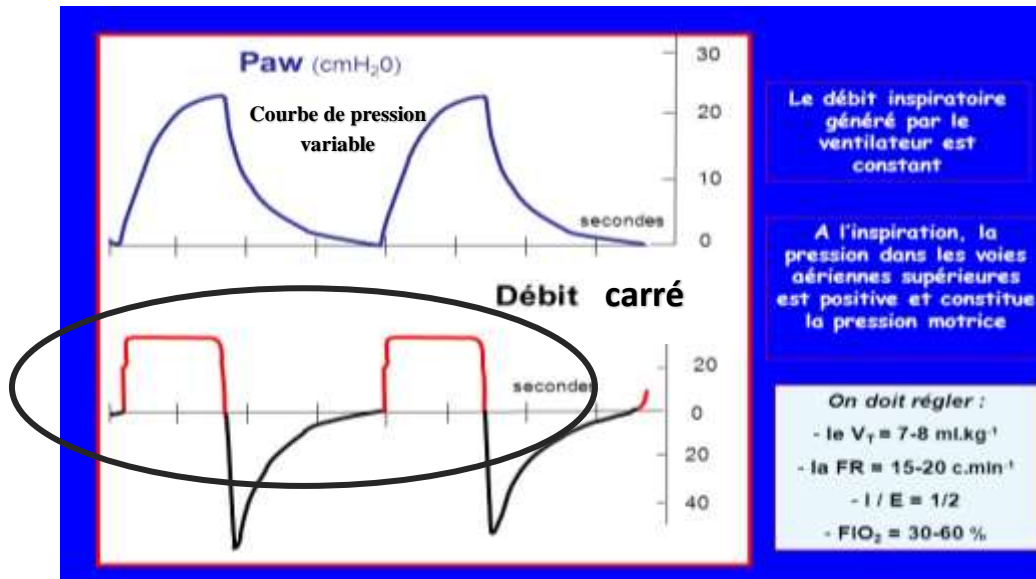 Paw (cmH₂0)
Courbe de pression
variable
30
20
10
0
secondes
Débit carré
20
0
20
40
secondes
Le débit inspiratoire
généré par le
ventilateur est
constant
A l'inspiration, la
pression dans les voies
aériennes supérieures
est positive et constitue
la pression motrice
On doit régler :
- le V_T = 7-8 ml.kg⁻¹
- la FR = 15-20 c.min⁻¹
- I / E = 1/2
- FIO₂ = 30-60 %